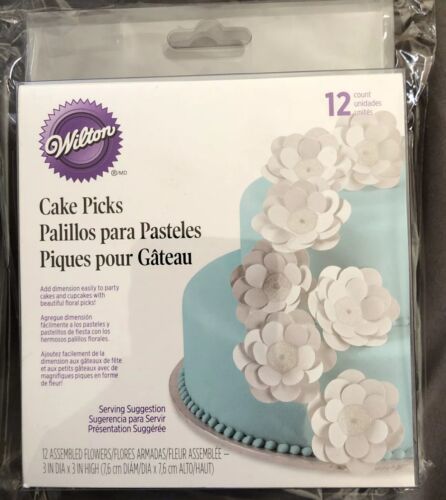 Wilton
®/MD
12 count
unidades
unités
Cake Picks
Palillos para Pasteles
Piques pour Gâteau
Add dimension easily to party
cakes and cupcakes with
beautiful floral picks!
Agregue dimensión
fácilmente a los pasteles y
pastelitos de fiesta con los
hermosos palillos florales.
Ajoutez facilement de la
dimension aux gâteaux de fête
et aux petits gâteaux avec de
magnifiques piques en forme
de fleur!
Serving Suggestion
Sugerencia para Servir
Présentation Suggérée
12 ASSEMBLED FLOWERS/FLORES ARMADAS/FLEUR ASSEMBLÉE –
3 IN DIA x 3 IN HIGH (7,6 cm DIÁM/DIA x 7,6 cm ALTO/HAUT)